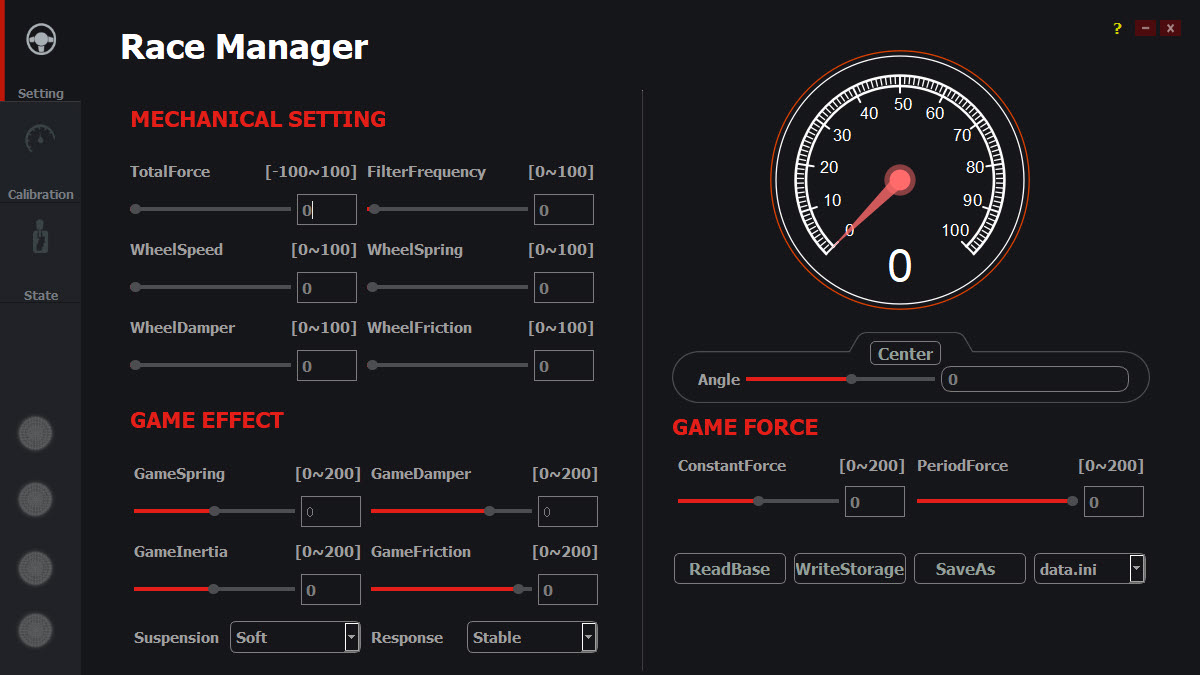 Setting
Calibration
State
Race Manager
? − x
MECHANICAL SETTING
TotalForce [-100~100] FilterFrequency [0~100]
0 0
WheelSpeed [0~100] WheelSpring [0~100]
0 0
WheelDamper [0~100] WheelFriction [0~100]
0 0
GAME EFFECT
GameSpring [0~200] GameDamper [0~200]
0 0
GameInertia [0~200] GameFriction [0~200]
0 0
Suspension Soft Response Stable
0 10 20 30 40 50 60 70 80 90 100
0
Center
Angle 0
GAME FORCE
ConstantForce [0~200] PeriodForce [0~200]
0 0
ReadBase WriteStorage SaveAs data.ini